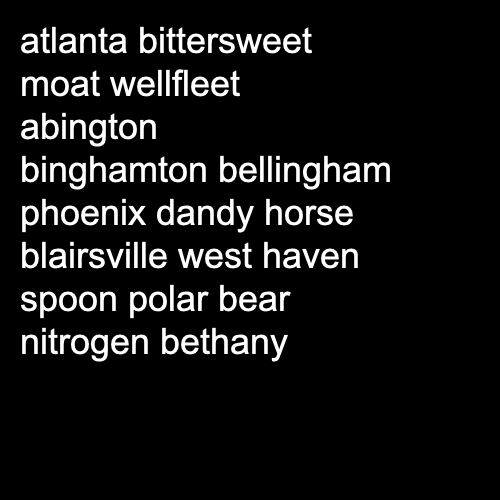 atlanta bittersweet
moat wellfleet
abington
binghamton bellingham
phoenix dandy horse
blairsville west haven
spoon polar bear
nitrogen bethany